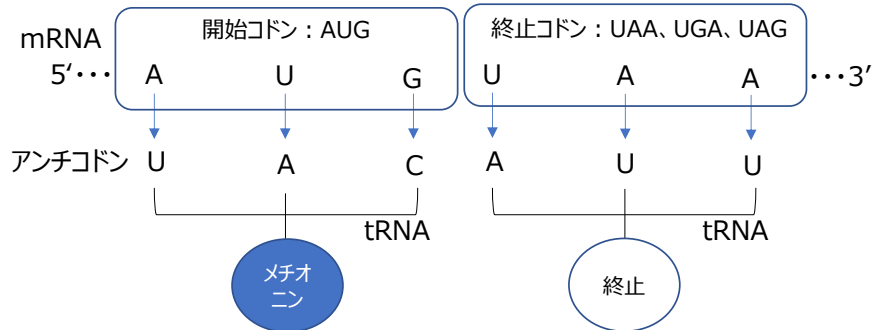 開始コドン：AUG
終止コドン：UAA、UGA、UAG
mRNA
5‘・・・ A U G U A A ・・・3’
アンチコドン U A C A U U
tRNA tRNA
メチオ
ニン
終止